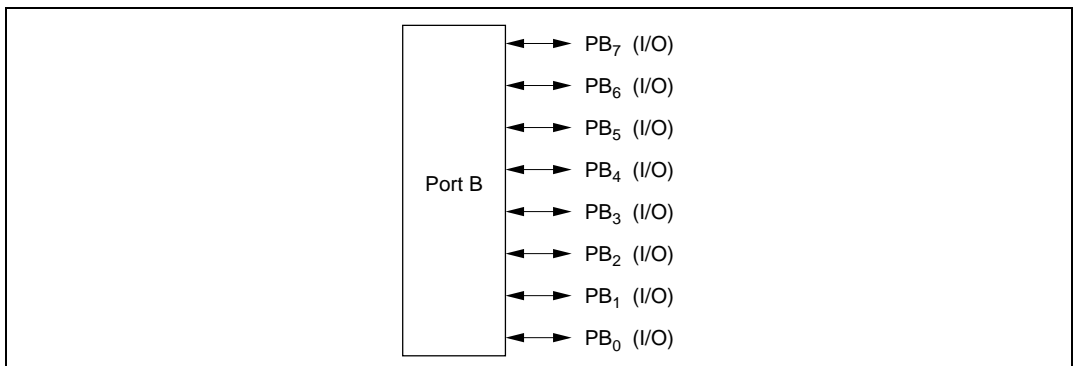 PB₇ (I/O)
PB₆ (I/O)
PB₅ (I/O)
PB₄ (I/O)
Port B
PB₃ (I/O)
PB₂ (I/O)
PB₁ (I/O)
PB₀ (I/O)